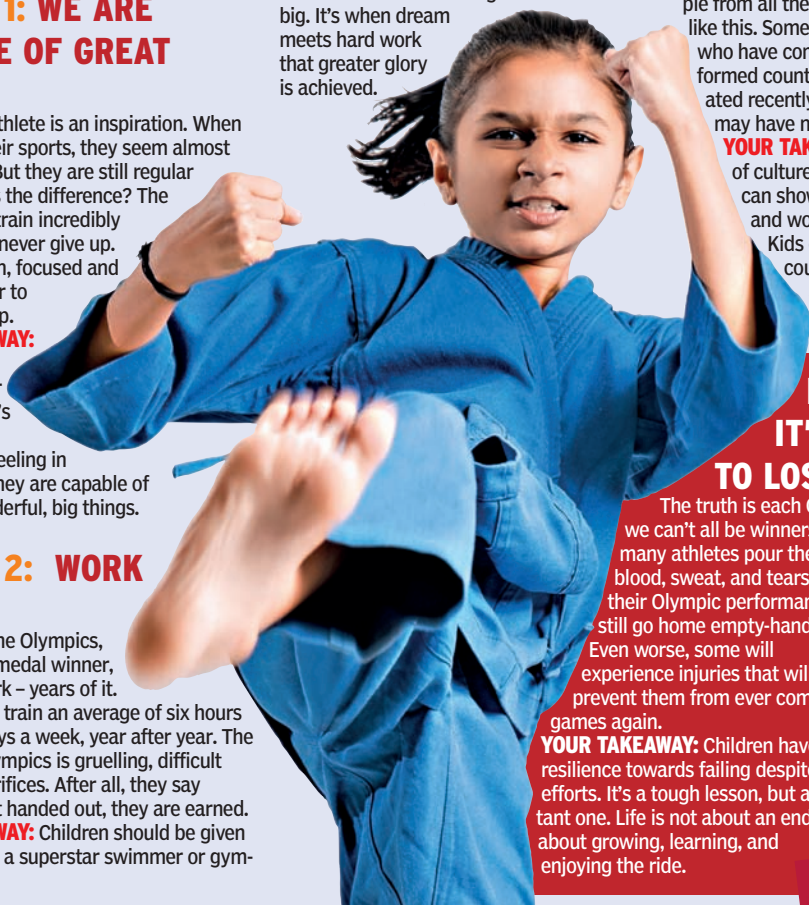 1: WE ARE
E OF GREAT
thlete is an inspiration. When
eir sports, they seem almost
But they are still regular
s the difference? The
train incredibly
never give up.
n, focused and
r to
p.
WAY:
's
eeling in
hey are capable of
derful, big things.
2: WORK
ne Olympics,
medal winner,
rk – years of it.
train an average of six hours
ys a week, year after year. The
ympics is gruelling, difficult
rifices. After all, they say
t handed out, they are earned.
WAY: Children should be given
a superstar swimmer or gym-
big. It's when dream
meets hard work
that greater glory
is achieved.
ple from all the
like this. Some
who have con
formed count
ated recently
may have n
YOUR TAK
of culture
can show
and wo
Kids
cou
IT'
TO LOS
The truth is each
we can't all be winners
many athletes pour the
blood, sweat, and tears
their Olympic performan
still go home empty-hand
Even worse, some will
experience injuries that will
prevent them from ever com
games again.
YOUR TAKEAWAY: Children have
resilience towards failing despite
efforts. It's a tough lesson, but a
tant one. Life is not about an end
about growing, learning, and
enjoying the ride.